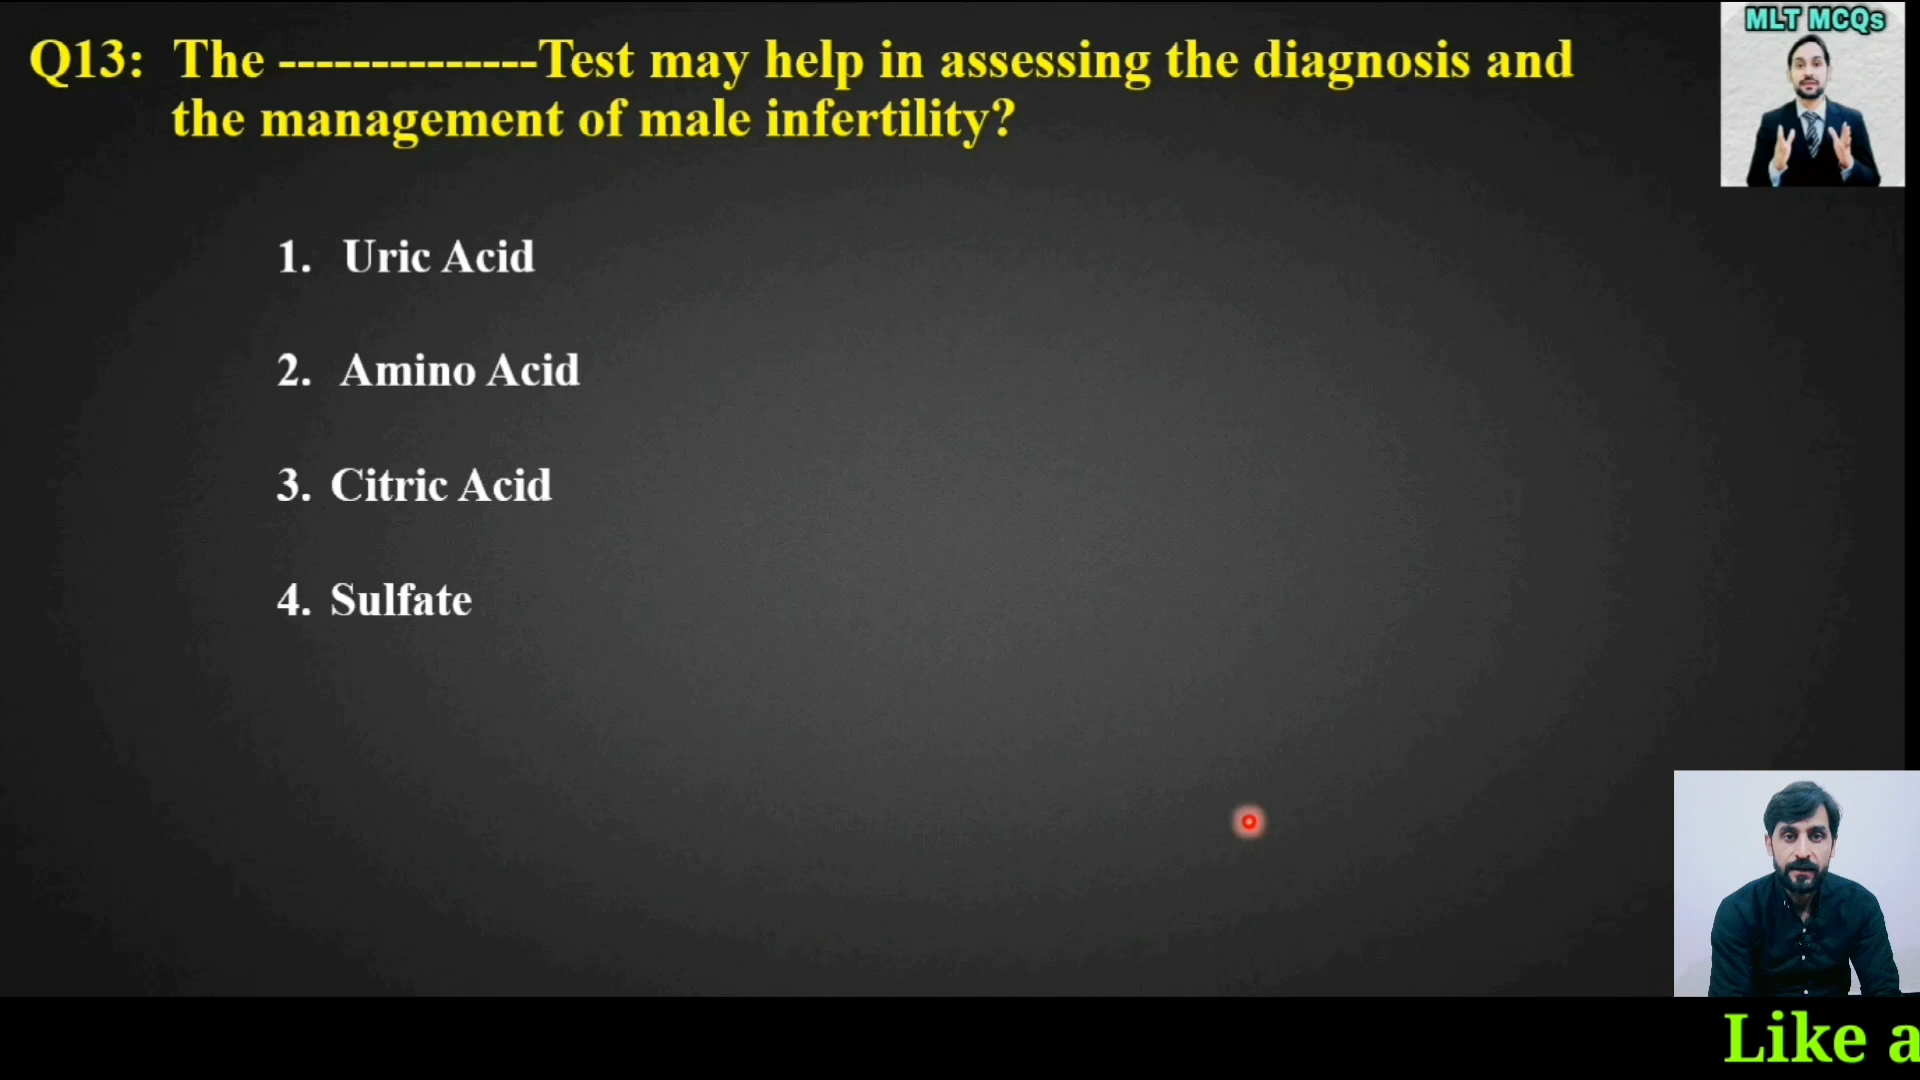 MLT MCQs
Q13: The --------------Test may help in assessing the diagnosis and
the management of male infertility?
1. Uric Acid
2. Amino Acid
3. Citric Acid
4. Sulfate
Like a